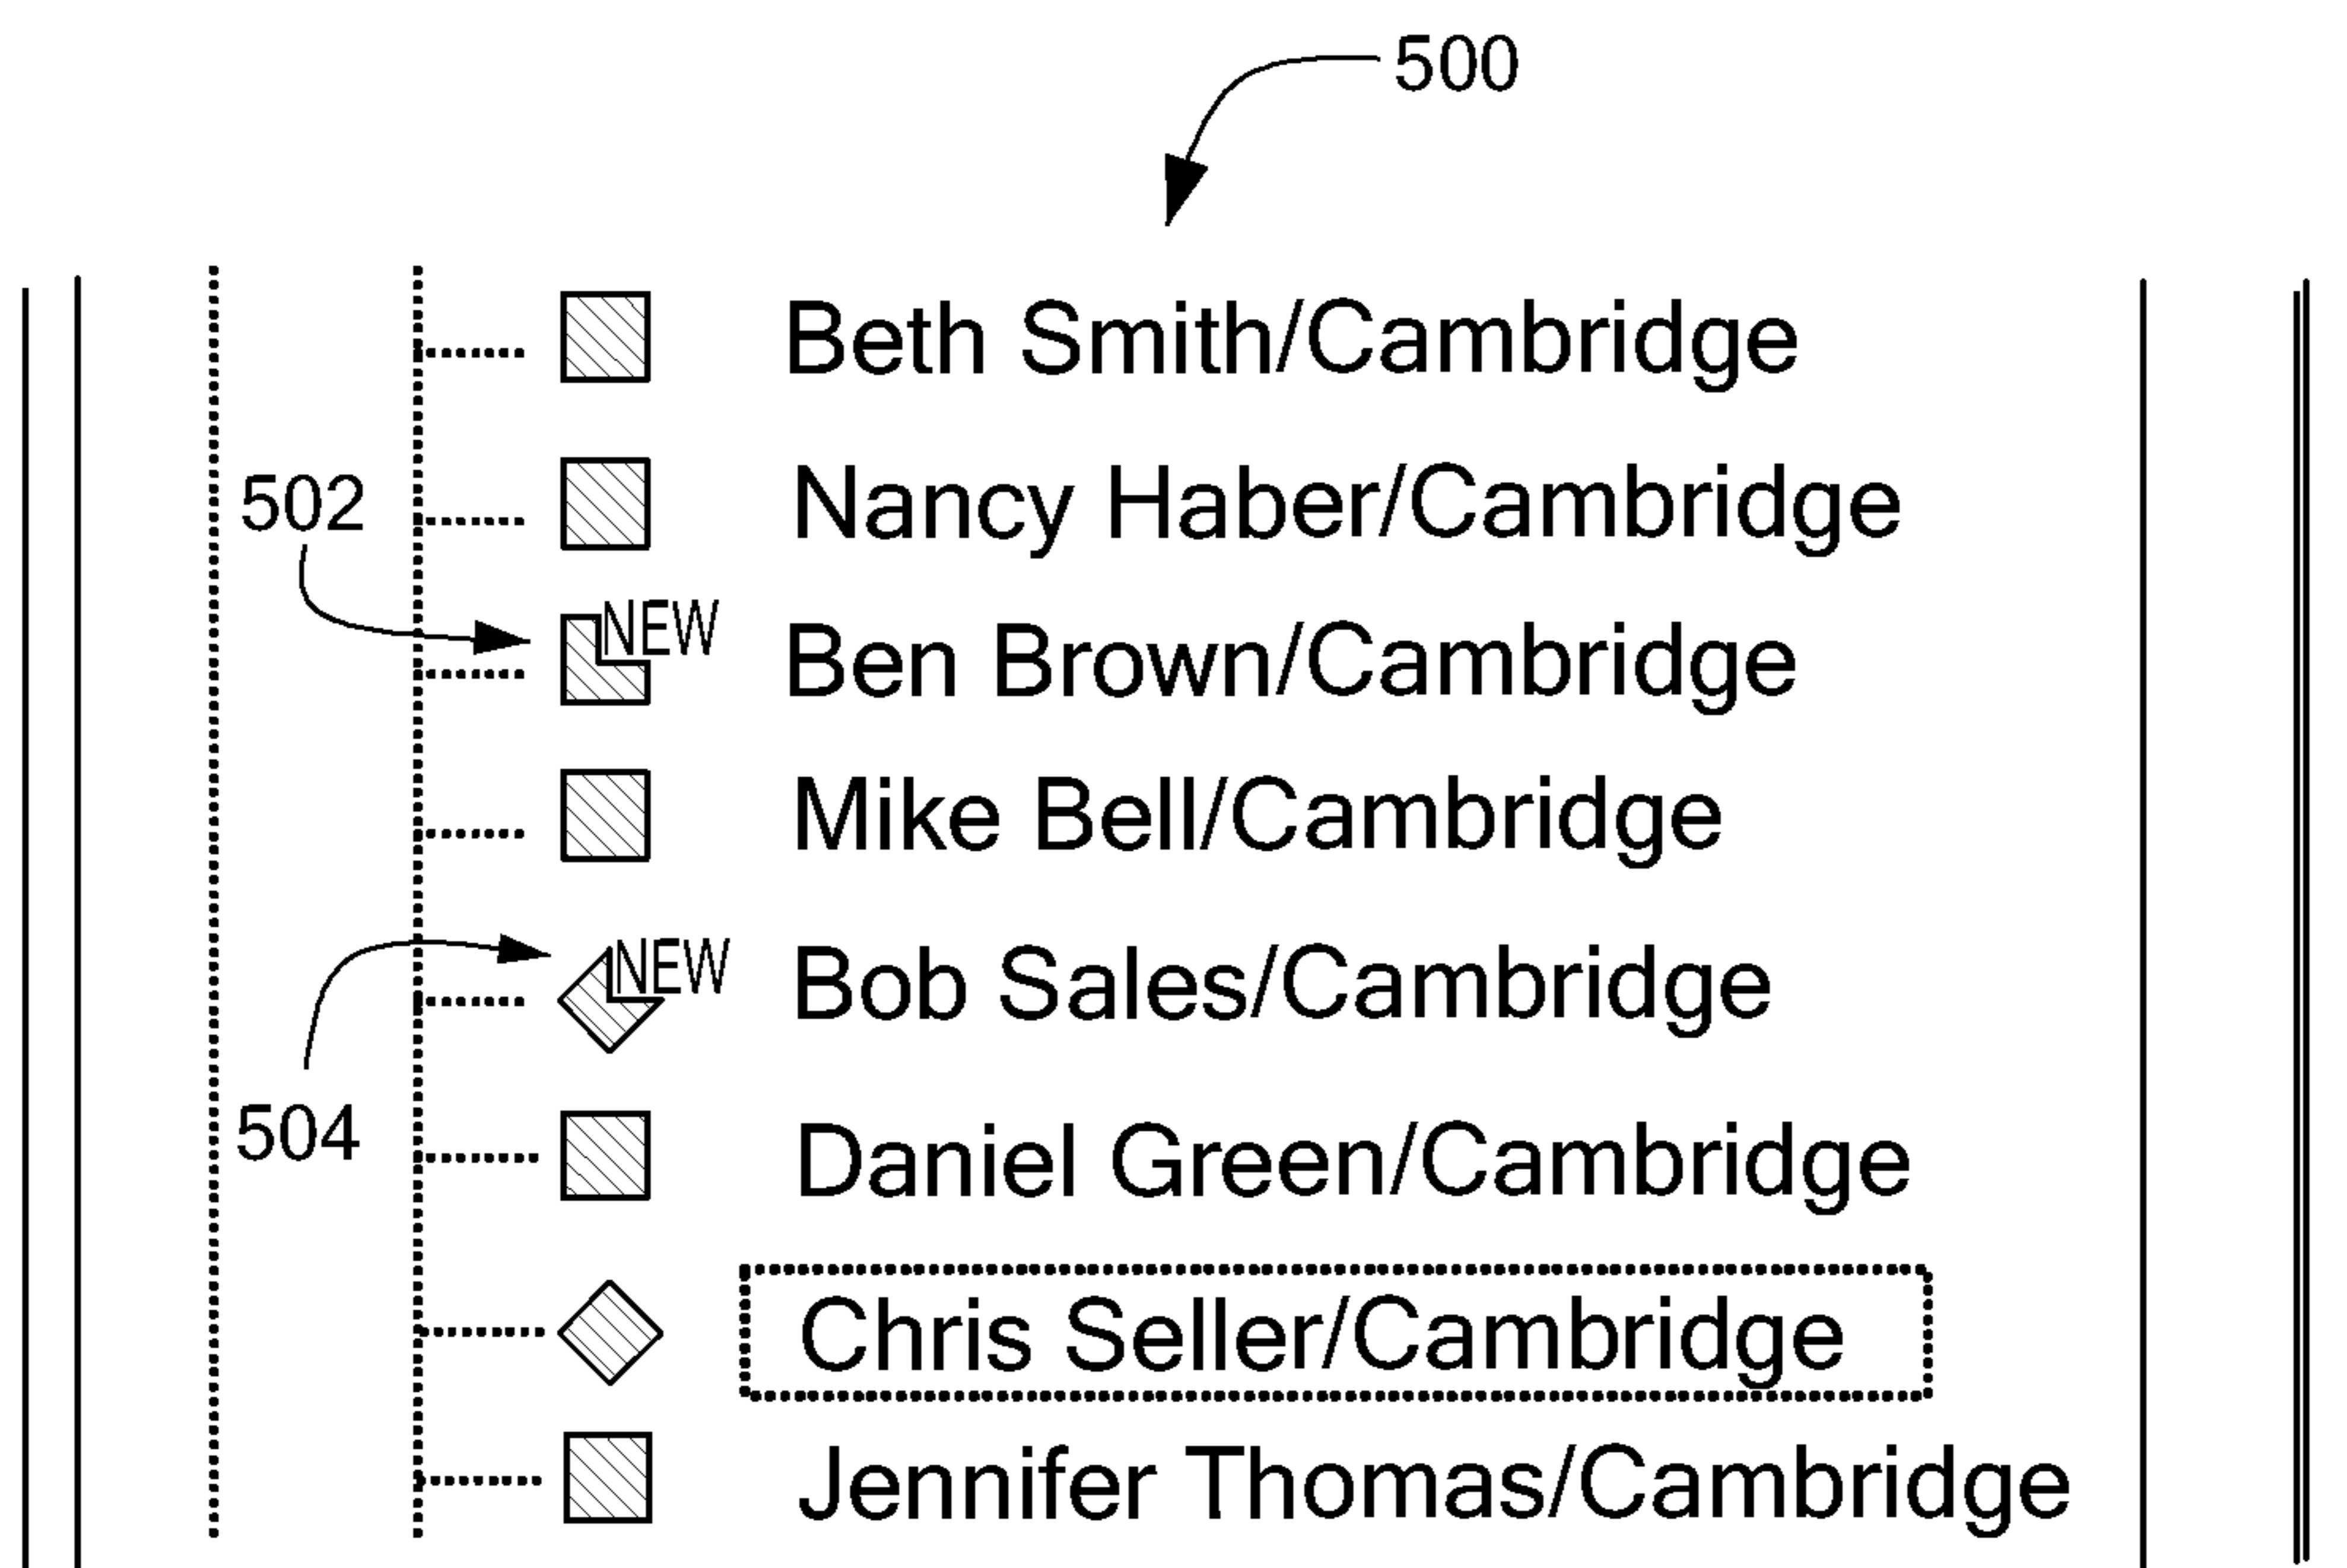 500
Beth Smith/Cambridge
502
Nancy Haber/Cambridge
NEW Ben Brown/Cambridge
Mike Bell/Cambridge
NEW Bob Sales/Cambridge
504
Daniel Green/Cambridge
Chris Seller/Cambridge
Jennifer Thomas/Cambridge